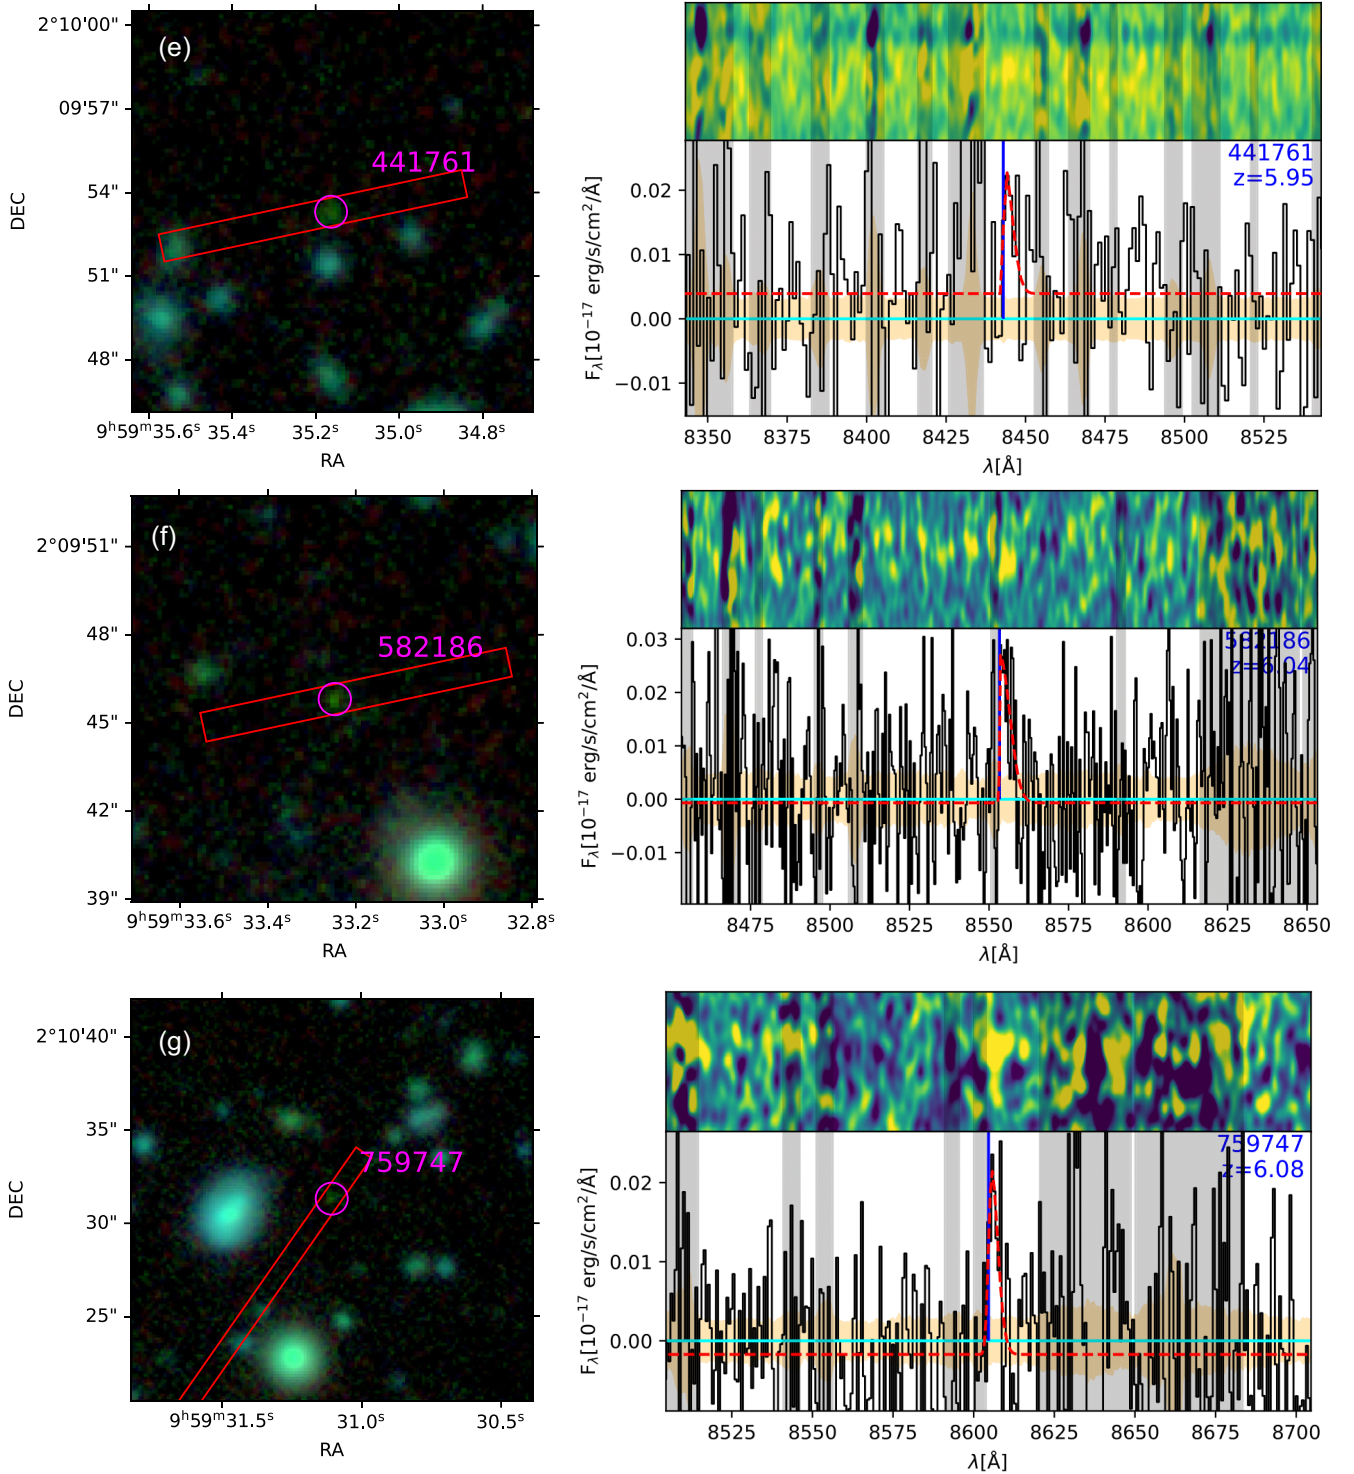 (e)
2°10'00"
09'57"
54"
51"
48"
DEC
441761
9ʰ59ᵐ35.6ˢ 35.4ˢ 35.2ˢ 35.0ˢ 34.8ˢ
RA
441761
z=5.95
0.02
0.01
0.00
−0.01
F_λ[10⁻¹⁷ erg/s/cm²/Å]
8350 8375 8400 8425 8450 8475 8500 8525
λ[Å]
(f)
2°09'51"
48"
45"
42"
39"
DEC
582186
9ʰ59ᵐ33.6ˢ 33.4ˢ 33.2ˢ 33.0ˢ 32.8ˢ
RA
582186
z=6.04
0.03
0.02
0.01
0.00
−0.01
F_λ[10⁻¹⁷ erg/s/cm²/Å]
8475 8500 8525 8550 8575 8600 8625 8650
λ[Å]
(g)
2°10'40"
35"
30"
25"
DEC
759747
9ʰ59ᵐ31.5ˢ 31.0ˢ 30.5ˢ
RA
759747
z=6.08
0.02
0.01
0.00
F_λ[10⁻¹⁷ erg/s/cm²/Å]
8525 8550 8575 8600 8625 8650 8675 8700
λ[Å]